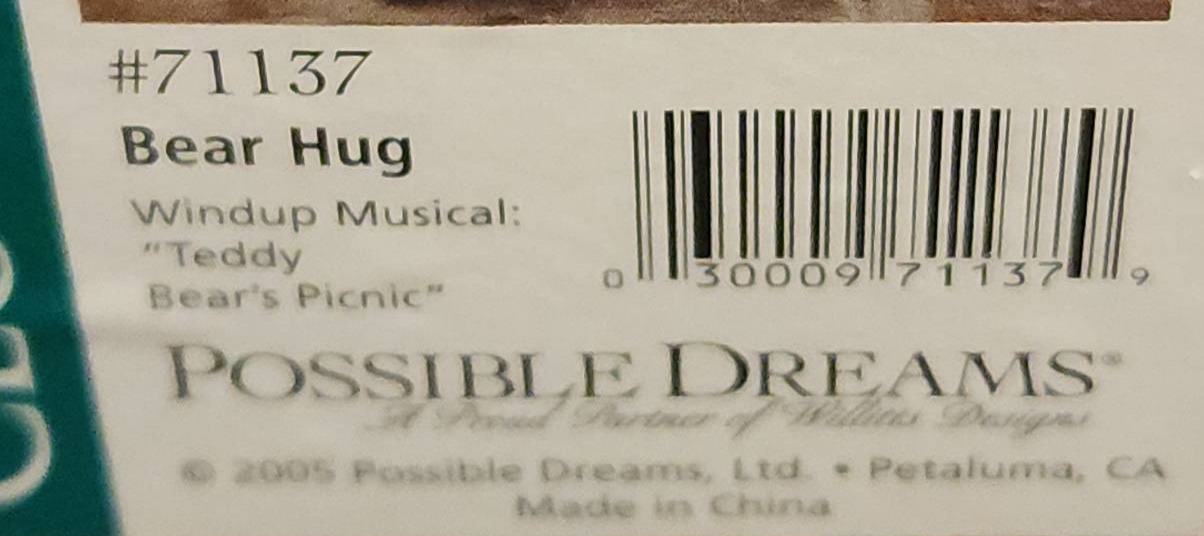 #71137
Bear Hug
Windup Musical:
"Teddy
Bear's Picnic"
0 30009 71137 9
POSSIBLE DREAMS®
A Proud Partner of Willitts Designs
© 2005 Possible Dreams, Ltd. • Petaluma, CA
Made in China